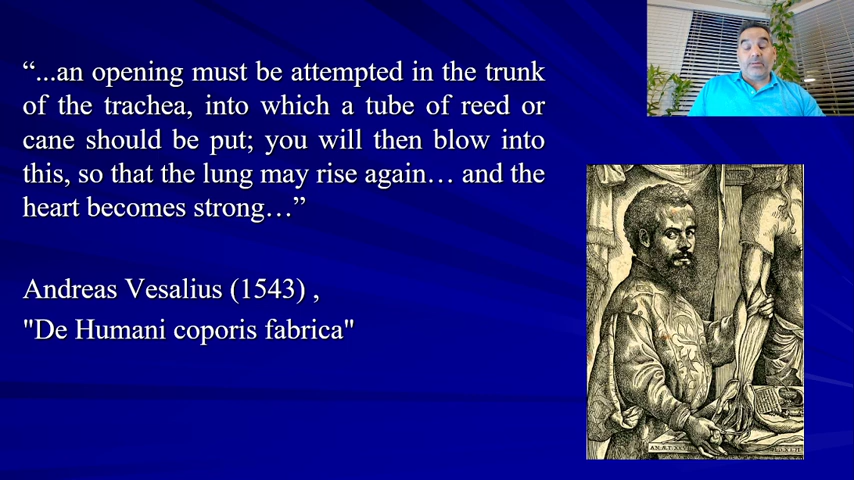 “...an opening must be attempted in the trunk
of the trachea, into which a tube of reed or
cane should be put; you will then blow into
this, so that the lung may rise again… and the
heart becomes strong…”
Andreas Vesalius (1543) ,
"De Humani coporis fabrica"